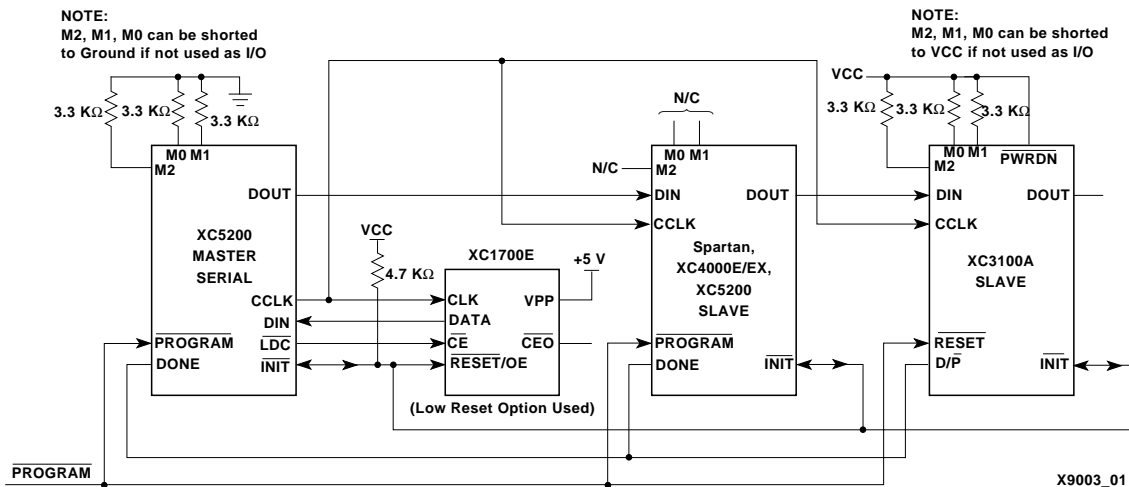 NOTE:
M2, M1, M0 can be shorted
to Ground if not used as I/O
NOTE:
M2, M1, M0 can be shorted
to VCC if not used as I/O
3.3 KΩ
3.3 KΩ
3.3 KΩ
M0 M1
M2
DOUT
XC5200
MASTER
SERIAL
CCLK
DIN
PROGRAM
LDC
DONE
INIT
VCC
4.7 KΩ
XC1700E
+5 V
CLK
VPP
DATA
CE
CEO
RESET/OE
(Low Reset Option Used)
N/C
N/C
M0 M1
M2
DIN
DOUT
CCLK
Spartan,
XC4000E/EX,
XC5200
SLAVE
PROGRAM
DONE
INIT
VCC
3.3 KΩ
3.3 KΩ
3.3 KΩ
M0 M1
PWRDN
M2
DIN
DOUT
CCLK
XC3100A
SLAVE
RESET
D/P
INIT
PROGRAM
X9003_01